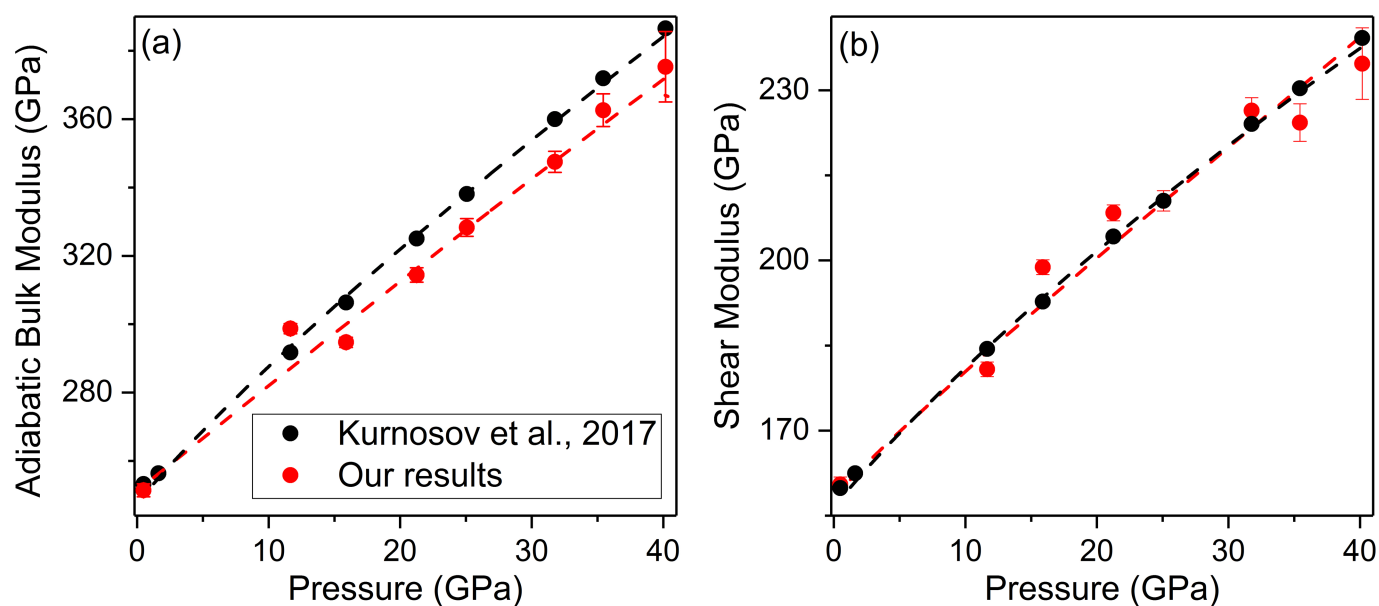 (a)
Adiabatic Bulk Modulus (GPa)
360
320
280
Kurnosov et al., 2017
Our results
0
10
20
30
40
Pressure (GPa)
(b)
Shear Modulus (GPa)
230
200
170
0
10
20
30
40
Pressure (GPa)